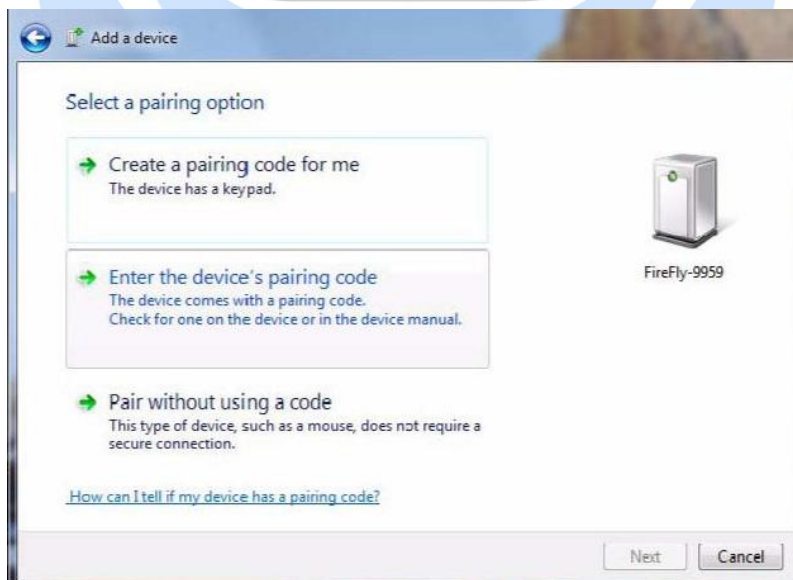 Add a device
Select a pairing option
Create a pairing code for me
The device has a keypad.
Enter the device's pairing code
The device comes with a pairing code.
Check for one on the device or in the device manual.
FireFly-9959
Pair without using a code
This type of device, such as a mouse, does not require a
secure connection.
How can I tell if my device has a pairing code?
Next
Cancel